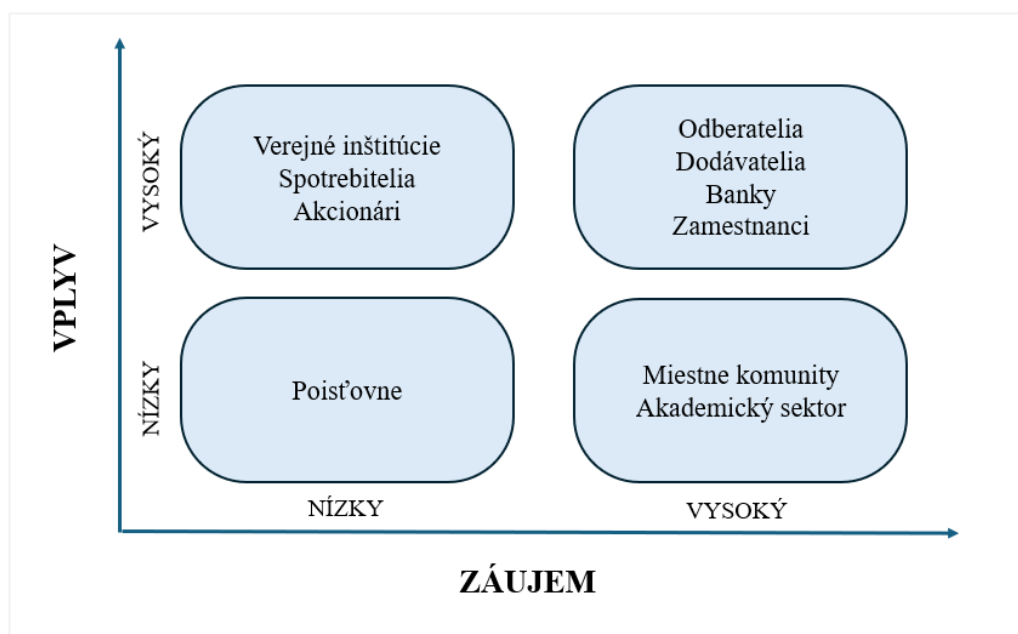 VPLYV
VYSOKÝ
Verejné inštitúcie
Spotrebitelia
Akcionári
Odberatelia
Dodávatelia
Banky
Zamestnanci
NÍZKY
Poisťovne
Miestne komunity
Akademický sektor
NÍZKY
VYSOKÝ
ZÁUJEM